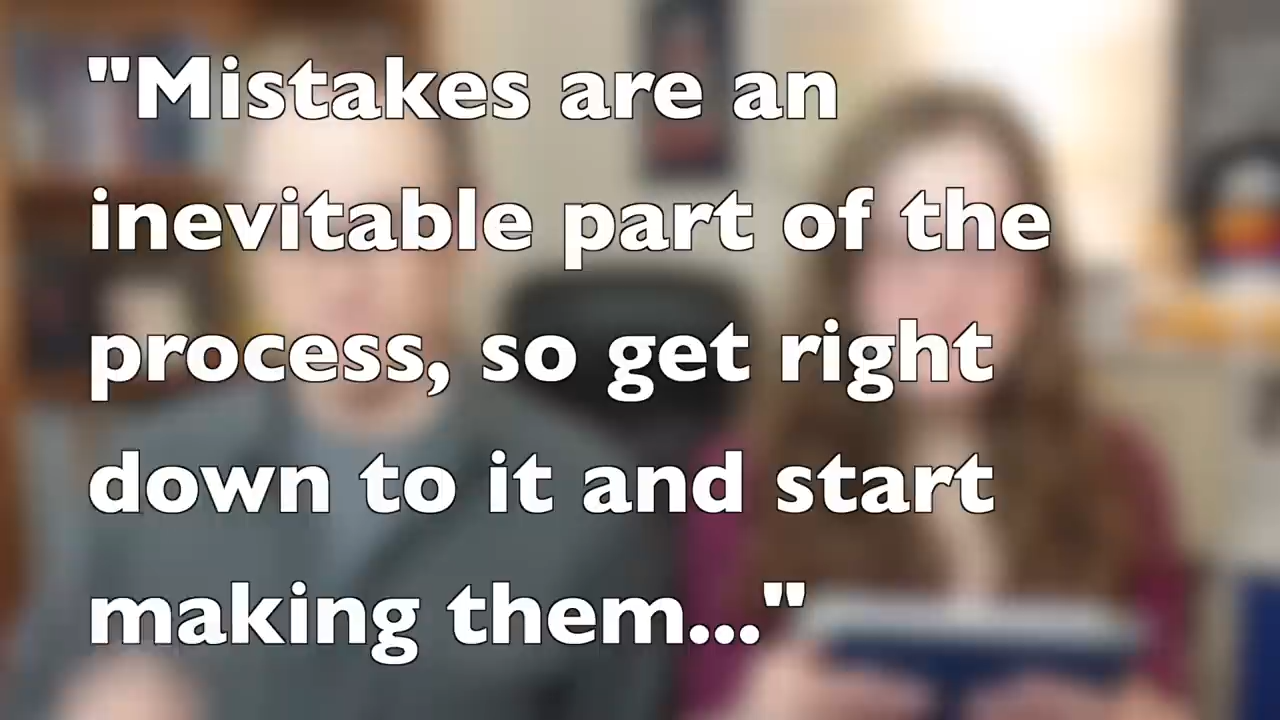 "Mistakes are an
inevitable part of the
process, so get right
down to it and start
making them..."